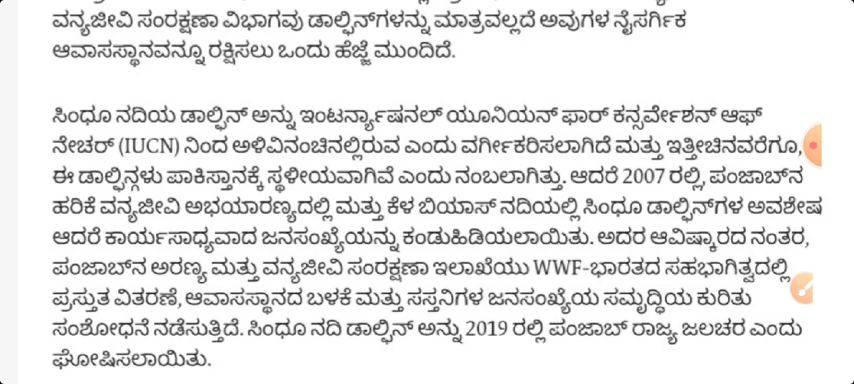 ವನ್ಯಜೀವಿ ಸಂರಕ್ಷಣಾ ವಿಭಾಗವು ಡಾಲ್ಫಿನ್‌ಗಳನ್ನು ಮಾತ್ರವಲ್ಲದೆ ಅವುಗಳ ನೈಸರ್ಗಿಕ
ಆವಾಸಸ್ಥಾನವನ್ನೂ ರಕ್ಷಿಸಲು ಒಂದು ಹೆಜ್ಜೆ ಮುಂದಿದೆ.
ಸಿಂಧೂ ನದಿಯ ಡಾಲ್ಫಿನ್ ಅನ್ನು ಇಂಟರ್ನ್ಯಾಷನಲ್ ಯೂನಿಯನ್ ಫಾರ್ ಕನ್ಸರ್ವೇಶನ್ ಆಫ್
ನೇಚರ್ (IUCN) ನಿಂದ ಅಳಿವಿನಂಚಿನಲ್ಲಿರುವ ಎಂದು ವರ್ಗೀಕರಿಸಲಾಗಿದೆ ಮತ್ತು ಇತ್ತೀಚಿನವರೆಗೂ,
ಈ ಡಾಲ್ಫಿನ್ಗಳು ಪಾಕಿಸ್ತಾನಕ್ಕೆ ಸ್ಥಳೀಯವಾಗಿವೆ ಎಂದು ನಂಬಲಾಗಿತ್ತು. ಆದರೆ 2007 ರಲ್ಲಿ, ಪಂಜಾಬ್‌ನ
ಹರಿಕೆ ವನ್ಯಜೀವಿ ಅಭಯಾರಣ್ಯದಲ್ಲಿ ಮತ್ತು ಕೆಳ ಬಿಯಾಸ್ ನದಿಯಲ್ಲಿ ಸಿಂಧೂ ಡಾಲ್ಫಿನ್‌ಗಳ ಅವಶೇಷ
ಆದರೆ ಕಾರ್ಯಸಾಧ್ಯವಾದ ಜನಸಂಖ್ಯೆಯನ್ನು ಕಂಡುಹಿಡಿಯಲಾಯಿತು. ಅದರ ಆವಿಷ್ಕಾರದ ನಂತರ,
ಪಂಜಾಬ್‌ನ ಅರಣ್ಯ ಮತ್ತು ವನ್ಯಜೀವಿ ಸಂರಕ್ಷಣಾ ಇಲಾಖೆಯು WWF-ಭಾರತದ ಸಹಭಾಗಿತ್ವದಲ್ಲಿ
ಪ್ರಸ್ತುತ ವಿತರಣೆ, ಆವಾಸಸ್ಥಾನದ ಬಳಕೆ ಮತ್ತು ಸಸ್ತನಿಗಳ ಜನಸಂಖ್ಯೆಯ ಸಮೃದ್ಧಿಯ ಕುರಿತು
ಸಂಶೋಧನೆ ನಡೆಸುತ್ತಿದೆ. ಸಿಂಧೂ ನದಿ ಡಾಲ್ಫಿನ್ ಅನ್ನು 2019 ರಲ್ಲಿ ಪಂಜಾಬ್ ರಾಜ್ಯ ಜಲಚರ ಎಂದು
ಘೋಷಿಸಲಾಯಿತು.